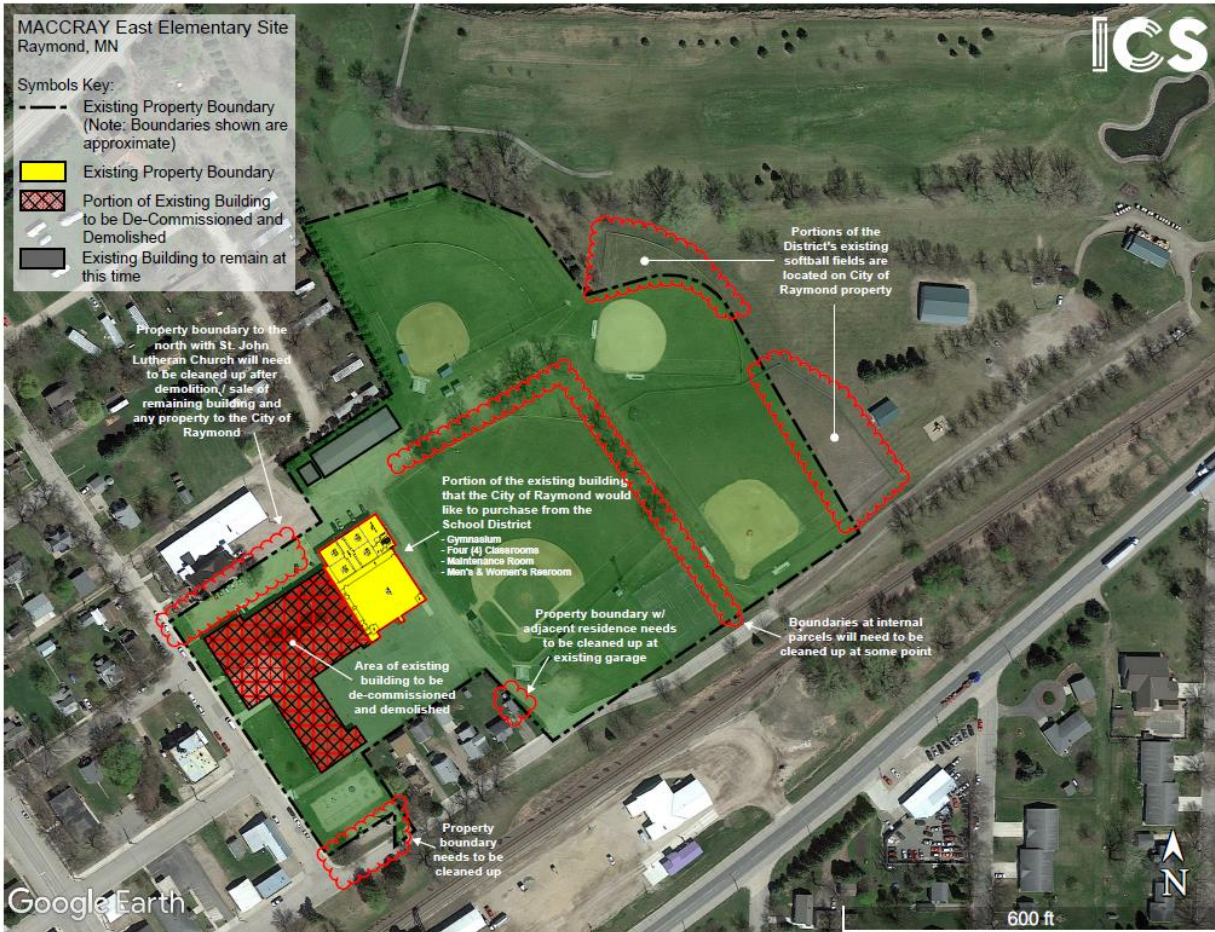 MACCRAY East Elementary Site
Raymond, MN
Symbols Key:
Existing Property Boundary
(Note: Boundaries shown are
approximate)
Existing Property Boundary
Portion of Existing Building
to be De-Commissioned and
Demolished
Existing Building to remain at
this time
ICS
Portions of the
District's existing
softball fields are
located on City of
Raymond property
Property boundary to the
north with St. John
Lutheran Church will need
to be cleaned up after
demolition / sale of
remaining building and
any property to the City of
Raymond
Portion of the existing building
that the City of Raymond would
like to purchase from the
School District
- Gymnasium
- Four (4) Classrooms
- Maintenance Room
- Men's & Women's Resroom
Property boundary w/
adjacent residence needs
to be cleaned up at
existing garage
Boundaries at internal
parcels will need to be
cleaned up at some point
Area of existing
building to be
de-commissioned
and demolished
Property
boundary
needs to be
cleaned up
Google Earth
N
600 ft